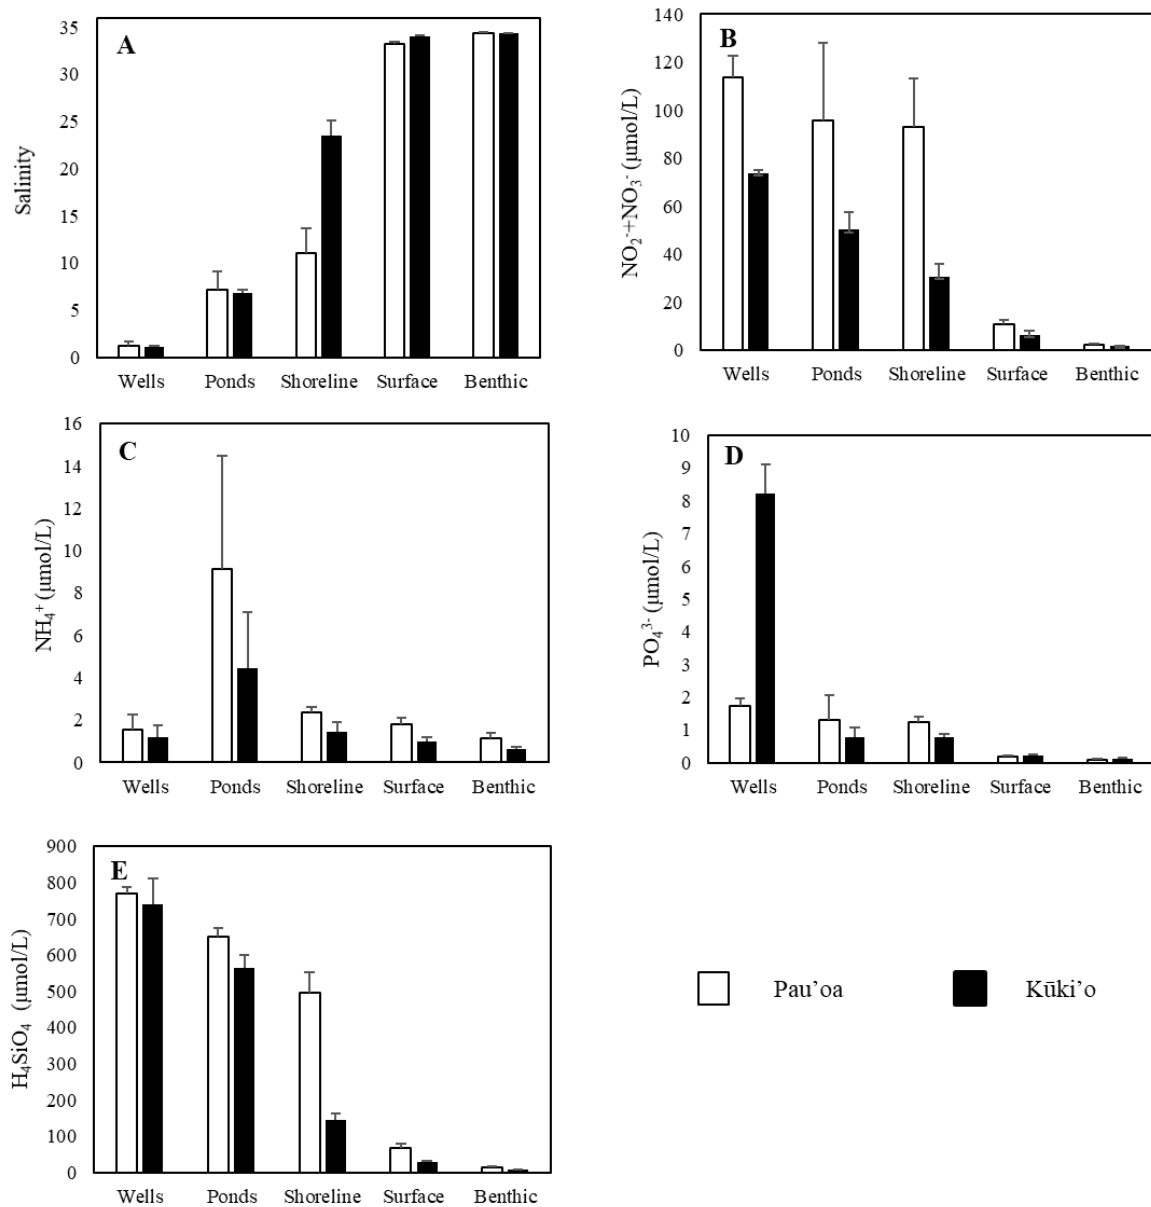 A
35
30
25
20
15
10
5
0
Salinity
Wells Ponds Shoreline Surface Benthic
B
140
120
100
80
60
40
20
0
NO₂⁻+NO₃⁻ (µmol/L)
Wells Ponds Shoreline Surface Benthic
C
16
14
12
10
8
6
4
2
0
NH₄⁺ (µmol/L)
Wells Ponds Shoreline Surface Benthic
D
10
9
8
7
6
5
4
3
2
1
0
PO₄³⁻ (µmol/L)
Wells Ponds Shoreline Surface Benthic
E
900
800
700
600
500
400
300
200
100
0
H₄SiO₄ (µmol/L)
Wells Ponds Shoreline Surface Benthic
Pau’oa Kūki’o